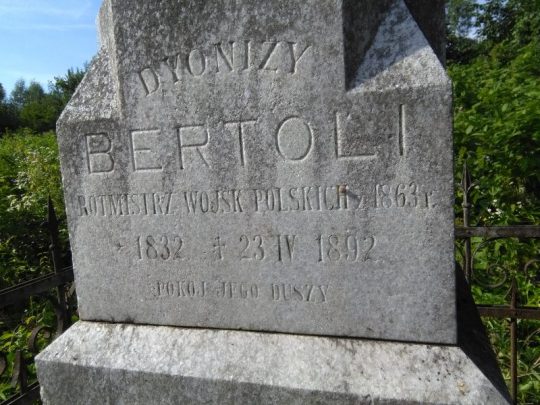 DYONIZY
BERTOLI
ROTMISTRZ WOJSK POLSKICH z 1863 r.
* 1832 ✝ 23 IV 1892
POKÓJ JEGO DUSZY